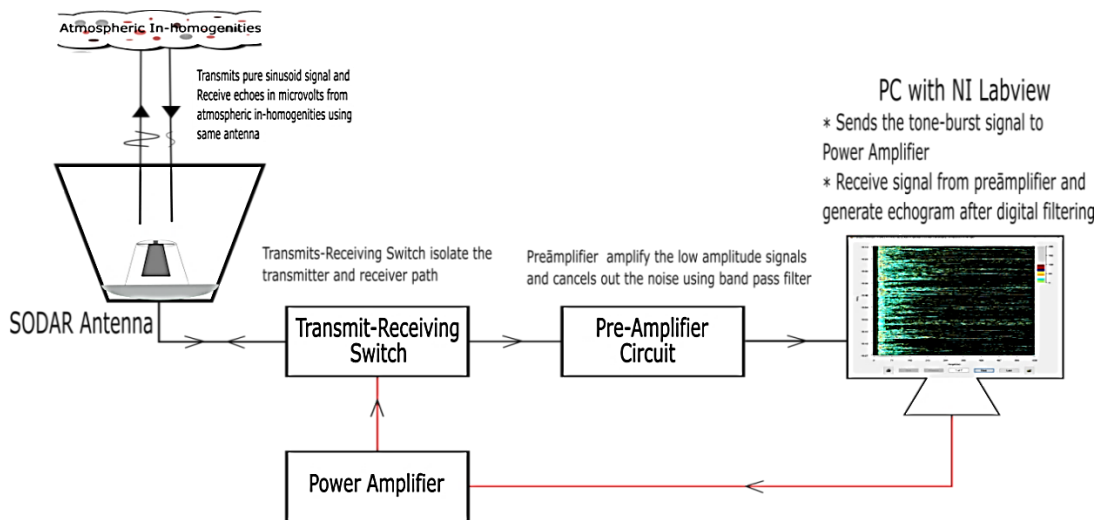 Atmospheric In-homogenities
Transmits pure sinusoid signal and
Receive echoes in microvolts from
atmospheric in-homogenities using
same antenna
PC with NI Labview
* Sends the tone-burst signal to
Power Amplifier
* Receive signal from preāmplifier and
generate echogram after digital filtering
Transmits-Receiving Switch isolate the
transmitter and receiver path
Preāmplifier amplify the low amplitude signals
and cancels out the noise using band pass filter
SODAR Antenna
Transmit-Receiving
Switch
Pre-Amplifier
Circuit
Power Amplifier